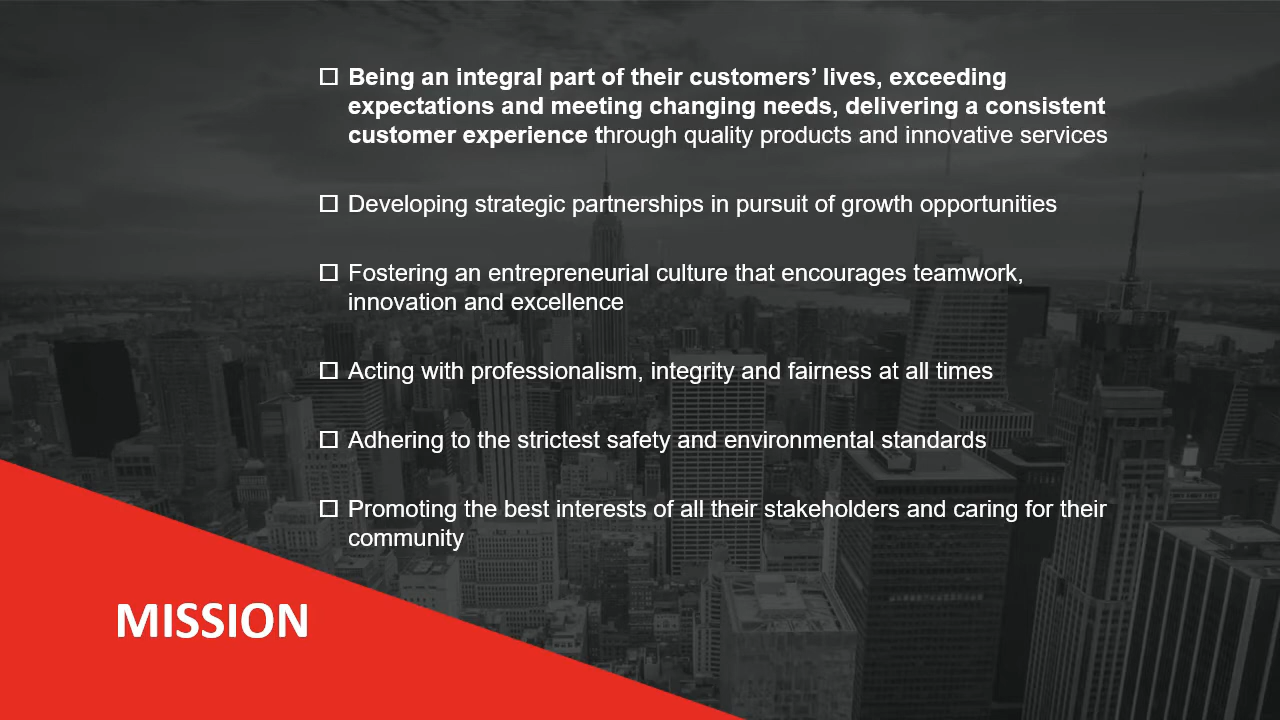 Being an integral part of their customers’ lives, exceeding
expectations and meeting changing needs, delivering a consistent
customer experience through quality products and innovative services
Developing strategic partnerships in pursuit of growth opportunities
Fostering an entrepreneurial culture that encourages teamwork,
innovation and excellence
Acting with professionalism, integrity and fairness at all times
Adhering to the strictest safety and environmental standards
Promoting the best interests of all their stakeholders and caring for their
community
MISSION